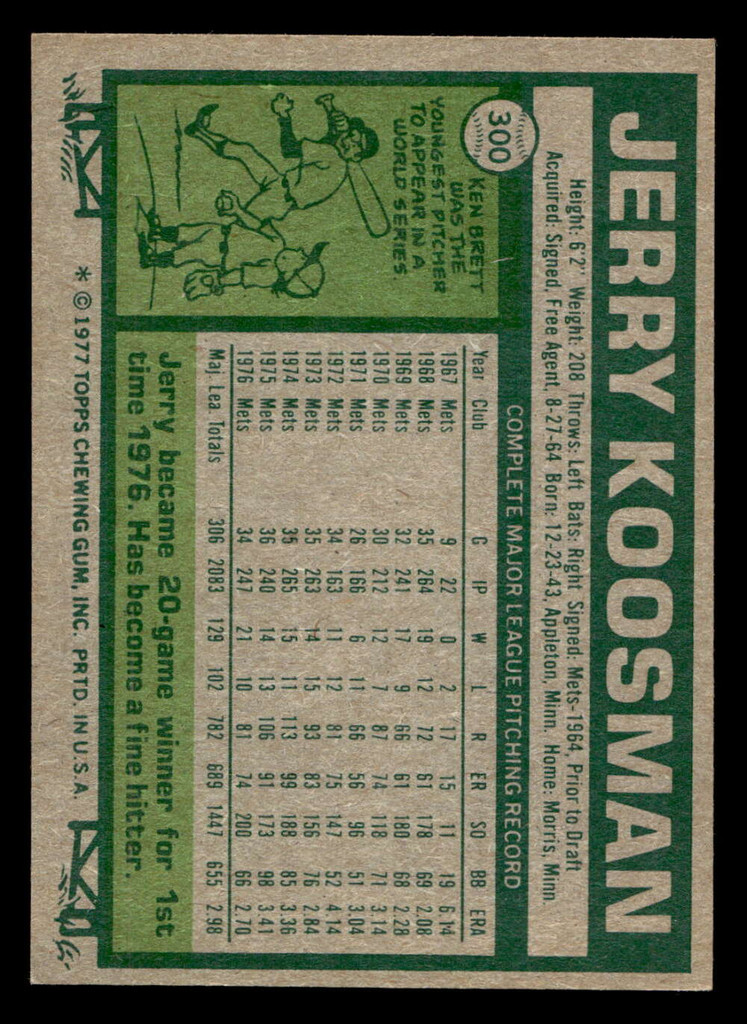 JERRY KOOSMAN
Height: 6'2" Weight: 208 Throws: Left Bats: Right Signed: Mets-1964, Prior to Draft
Acquired: Signed, Free Agent, 8-27-64 Born: 12-23-43, Appleton, Minn. Home: Morris, Minn.
300
KEN BRETT
WAS THE
YOUNGEST PITCHER
TO APPEAR IN A
WORLD SERIES
COMPLETE MAJOR LEAGUE PITCHING RECORD
Year Club G IP W L R ER SO BB ERA
1967 Mets 9 22 0 2 17 15 11 19 6.14
1968 Mets 35 264 19 12 72 61 178 69 2.08
1969 Mets 32 241 17 9 66 61 180 68 2.28
1970 Mets 30 212 12 7 87 74 118 71 3.14
1971 Mets 26 166 6 11 66 56 96 51 3.04
1972 Mets 34 163 11 12 81 75 147 52 4.14
1973 Mets 35 263 14 15 93 83 156 76 2.84
1974 Mets 35 265 15 11 113 99 188 85 3.36
1975 Mets 36 240 14 13 106 91 173 98 3.41
1976 Mets 34 247 21 10 81 74 200 66 2.70
Maj. Lea. Totals 306 2083 129 102 782 689 1447 655 2.98
Jerry became 20-game winner for 1st
time 1976. Has become a fine hitter.
* © 1977 TOPPS CHEWING GUM, INC. PRTD. IN U.S.A.